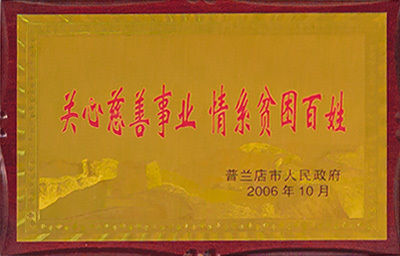 关心慈善事业 情系贫困百姓
普兰店市人民政府
2006年10月